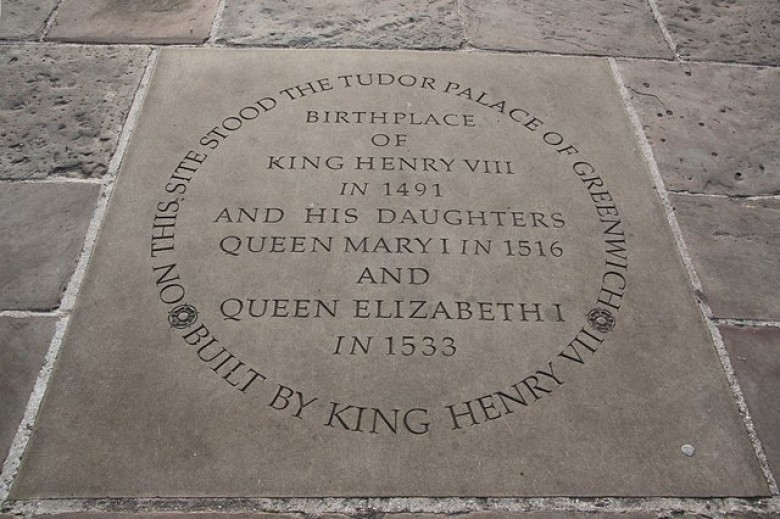 ON THIS SITE STOOD THE TUDOR PALACE OF GREENWICH
BIRTHPLACE
OF
KING HENRY VIII
IN 1491
AND HIS DAUGHTERS
QUEEN MARY I IN 1516
AND
QUEEN ELIZABETH I
IN 1533
BUILT BY KING HENRY VII